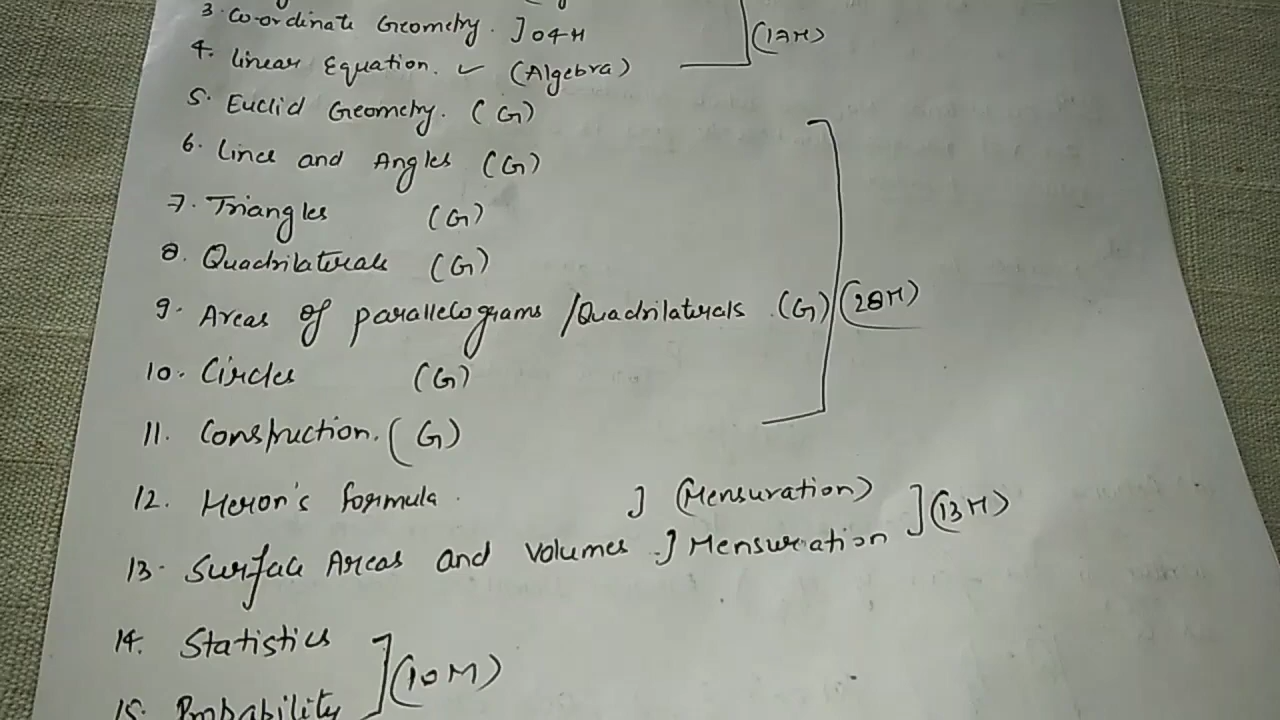 3. Co-ordinate Geometry. ] 04M
(17M)
4. Linear Equation. ✓ (Algebra)
5. Euclid Geometry. (G)
6. Lines and Angles (G)
7. Triangles (G)
8. Quadrilaterals (G)
9. Areas of parallelograms /Quadrilaterals (G) (28M)
10. Circles (G)
11. Construction. (G)
12. Heron's formula. ] (Mensuration) ] (13M)
13. Surface Areas and Volumes ] Mensuration
14. Statistics ] (10M)
15. Probability